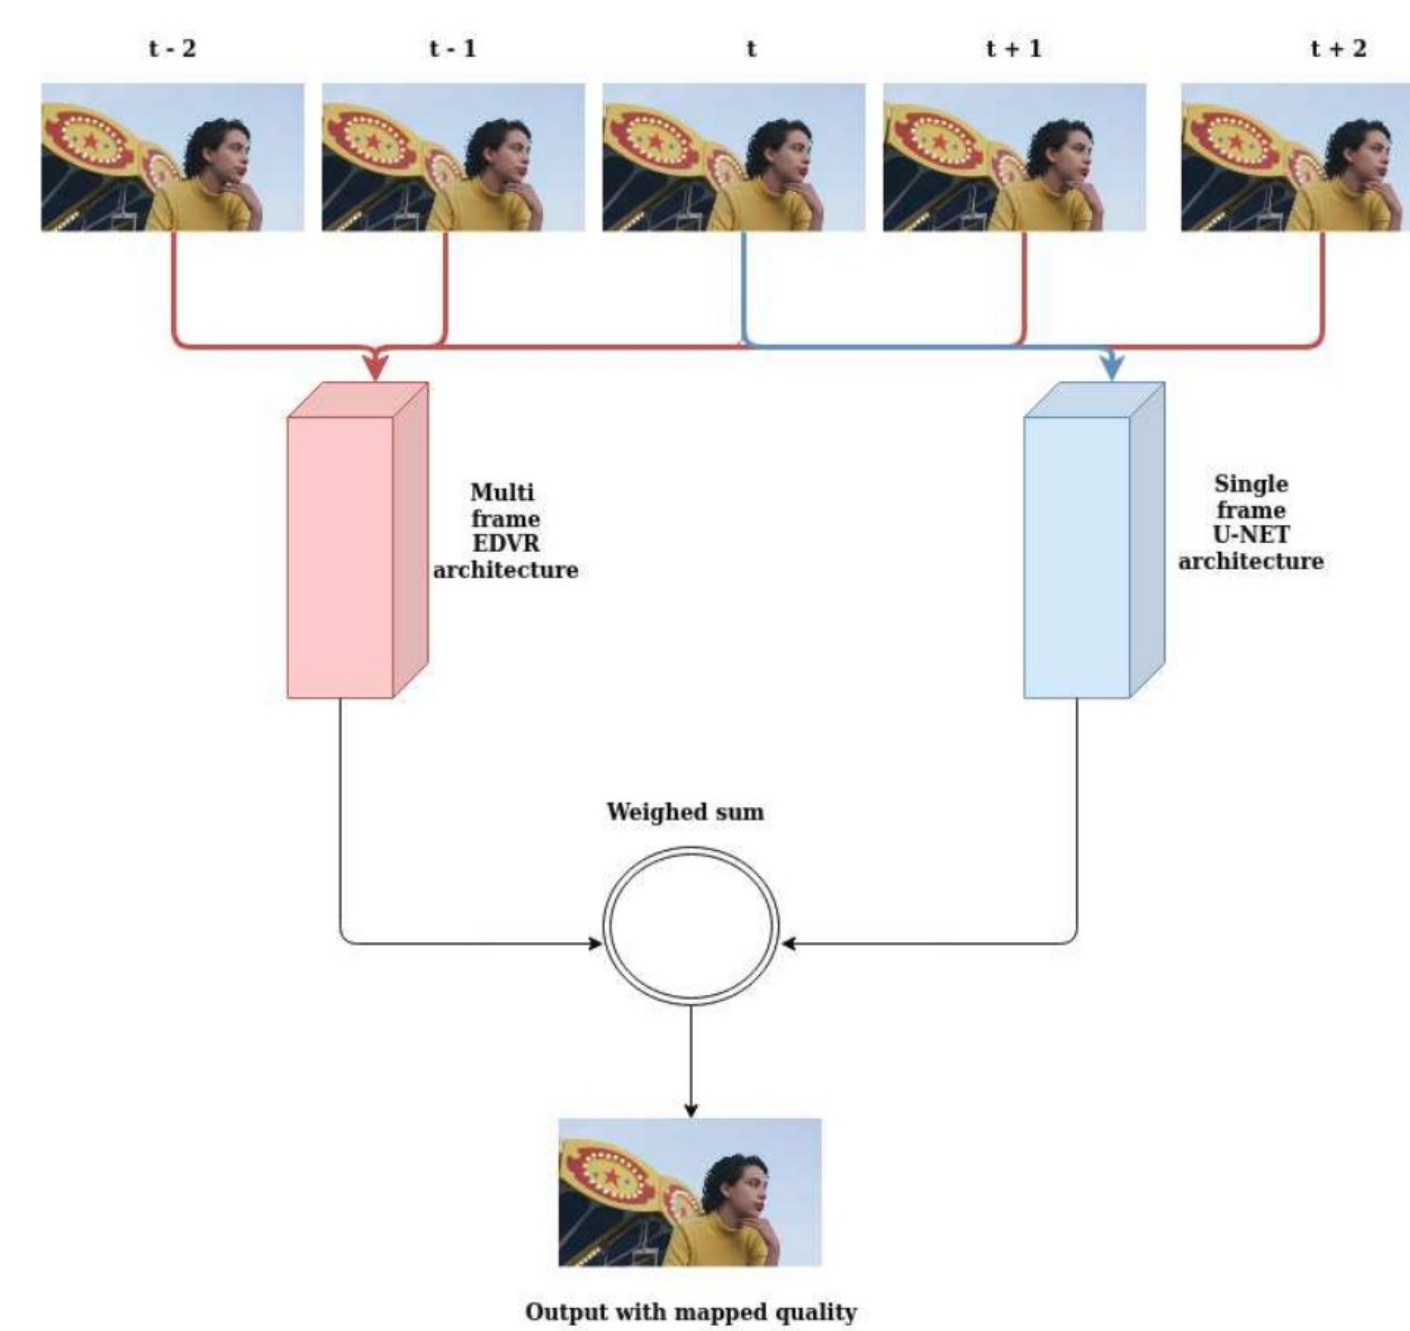 t - 2
t - 1
t
t + 1
t + 2
Multi
frame
EDVR
architecture
Single
frame
U-NET
architecture
Weighed sum
Output with mapped quality